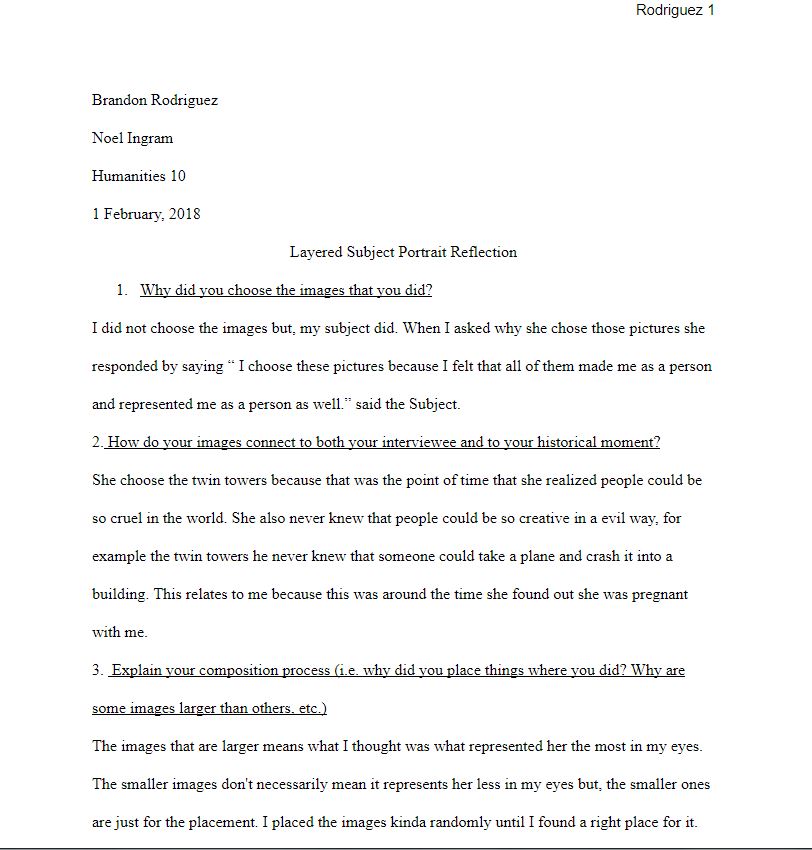 Rodriguez 1
Brandon Rodriguez
Noel Ingram
Humanities 10
1 February, 2018
Layered Subject Portrait Reflection
1. Why did you choose the images that you did?
I did not choose the images but, my subject did. When I asked why she chose those pictures she
responded by saying “ I choose these pictures because I felt that all of them made me as a person
and represented me as a person as well.” said the Subject.
2. How do your images connect to both your interviewee and to your historical moment?
She choose the twin towers because that was the point of time that she realized people could be
so cruel in the world. She also never knew that people could be so creative in a evil way, for
example the twin towers he never knew that someone could take a plane and crash it into a
building. This relates to me because this was around the time she found out she was pregnant
with me.
3. Explain your composition process (i.e. why did you place things where you did? Why are
some images larger than others, etc.)
The images that are larger means what I thought was what represented her the most in my eyes.
The smaller images don't necessarily mean it represents her less in my eyes but, the smaller ones
are just for the placement. I placed the images kinda randomly until I found a right place for it.